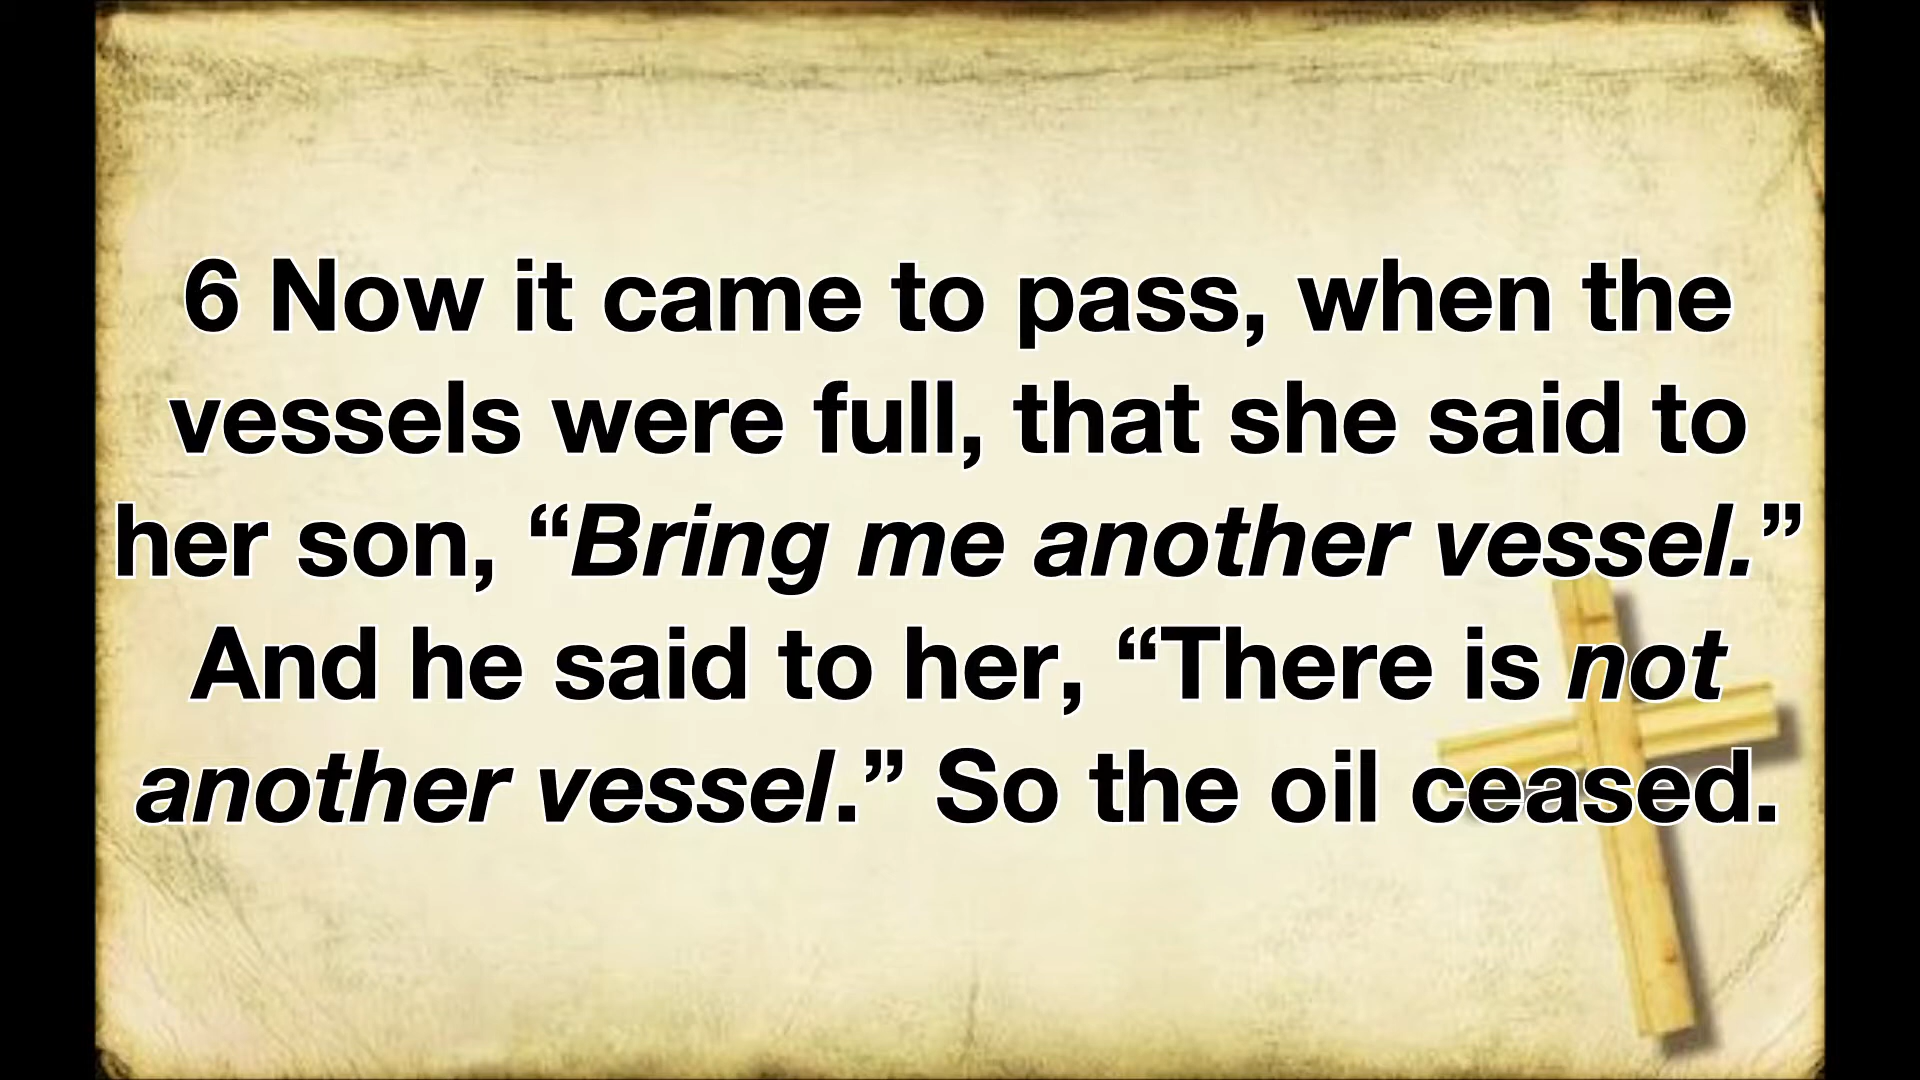 6 Now it came to pass, when the
vessels were full, that she said to
her son, “Bring me another vessel.”
And he said to her, “There is not
another vessel.” So the oil ceased.